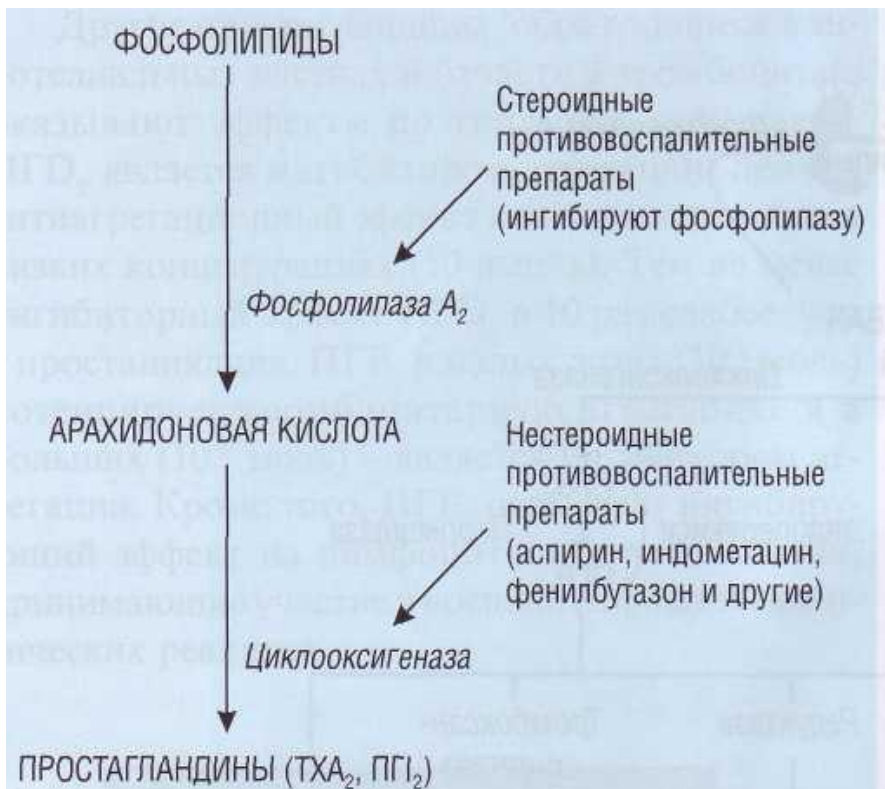 ФОСФОЛИПИДЫ
Стероидные
противовоспалительные
препараты
(ингибируют фосфолипазу)
Фосфолипаза A₂
АРАХИДОНОВАЯ КИСЛОТА
Нестероидные
противовоспалительные
препараты
(аспирин, индометацин,
фенилбутазон и другие)
Циклооксигеназа
ПРОСТАГЛАНДИНЫ (ТХА₂, ПГI₂)